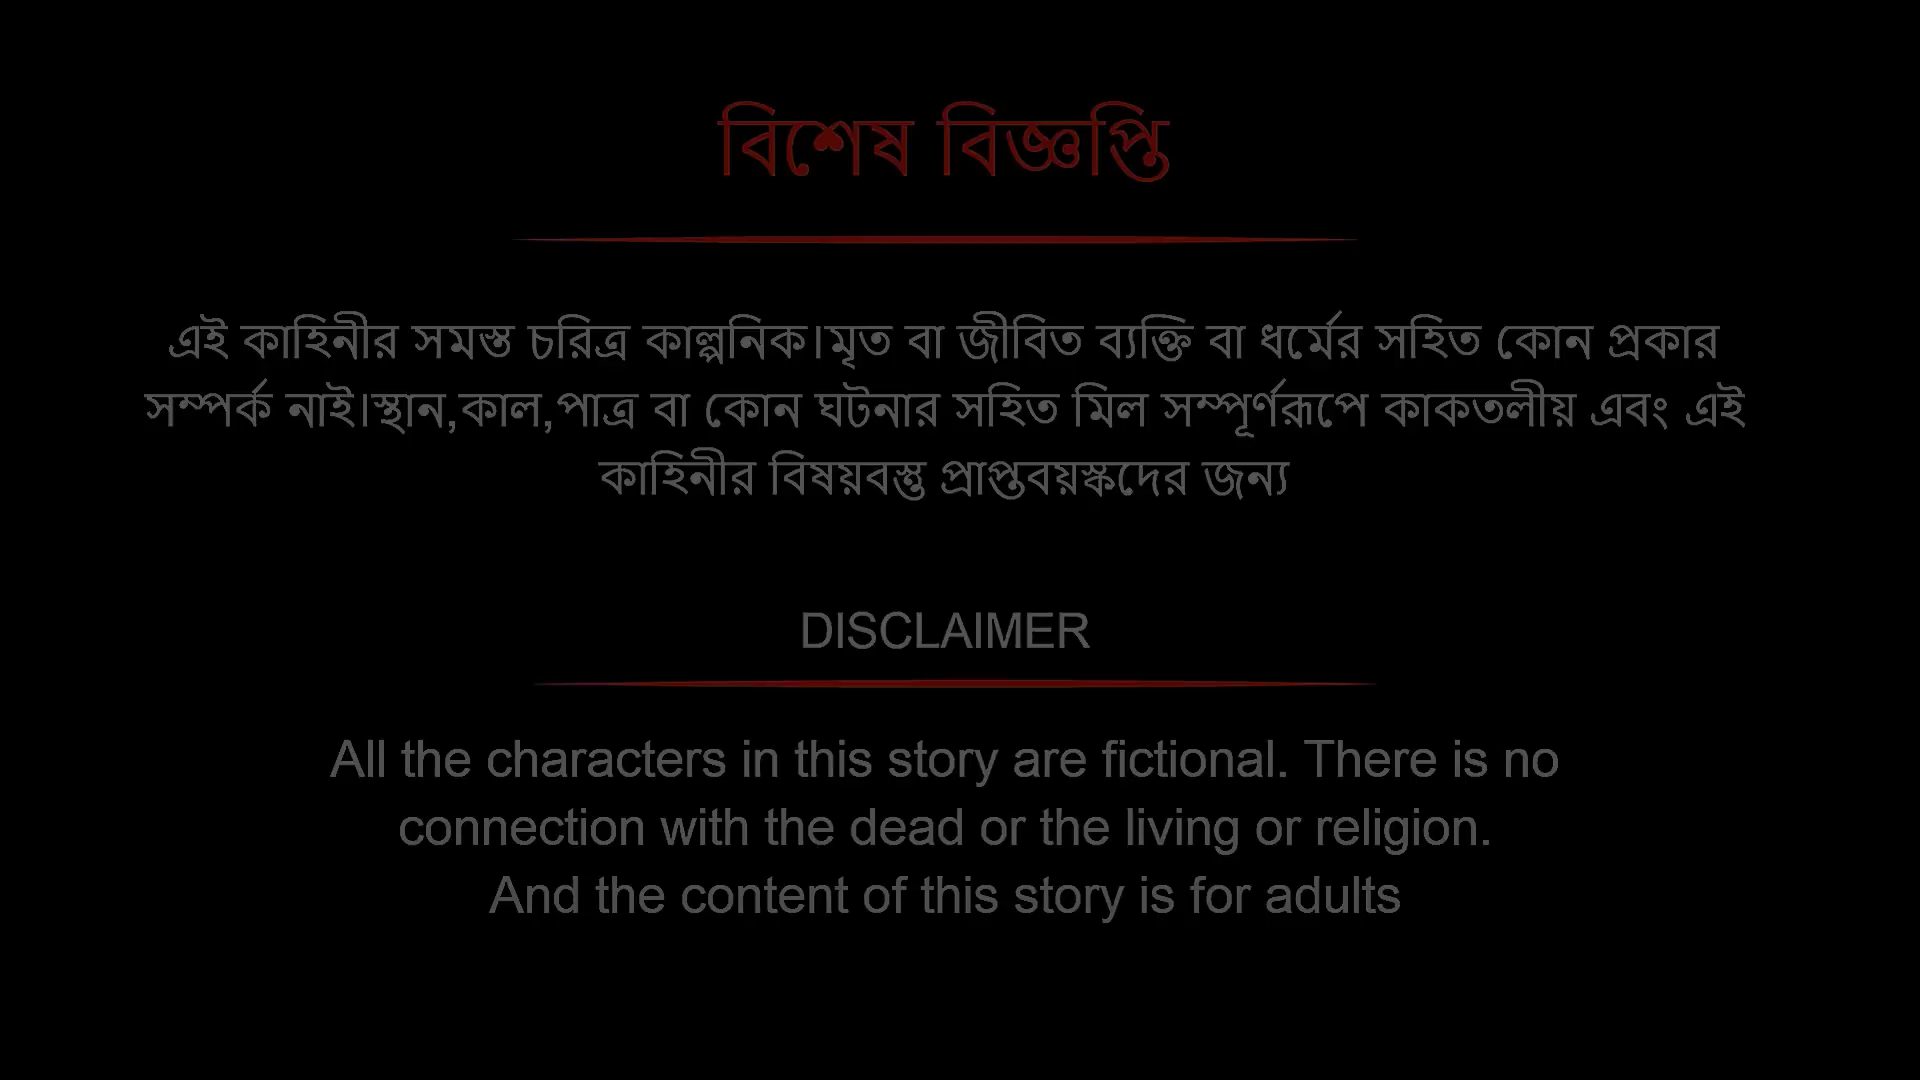 বিশেষ বিজ্ঞপ্তি
এই কাহিনীর সমস্ত চরিত্র কাল্পনিক।মৃত বা জীবিত ব্যক্তি বা ধর্মের সহিত কোন প্রকার
সম্পর্ক নাই।স্থান,কাল,পাত্র বা কোন ঘটনার সহিত মিল সম্পূর্ণরূপে কাকতলীয় এবং এই
কাহিনীর বিষয়বস্তু প্রাপ্তবয়স্কদের জন্য
DISCLAIMER
All the characters in this story are fictional. There is no
connection with the dead or the living or religion.
And the content of this story is for adults